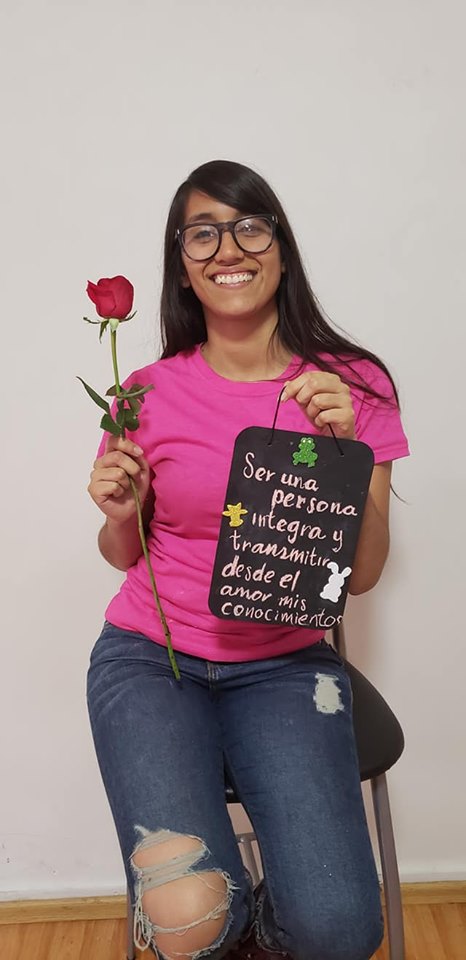 Ser una
persona
integra y
transmitir
desde el
amor mis
conocimientos